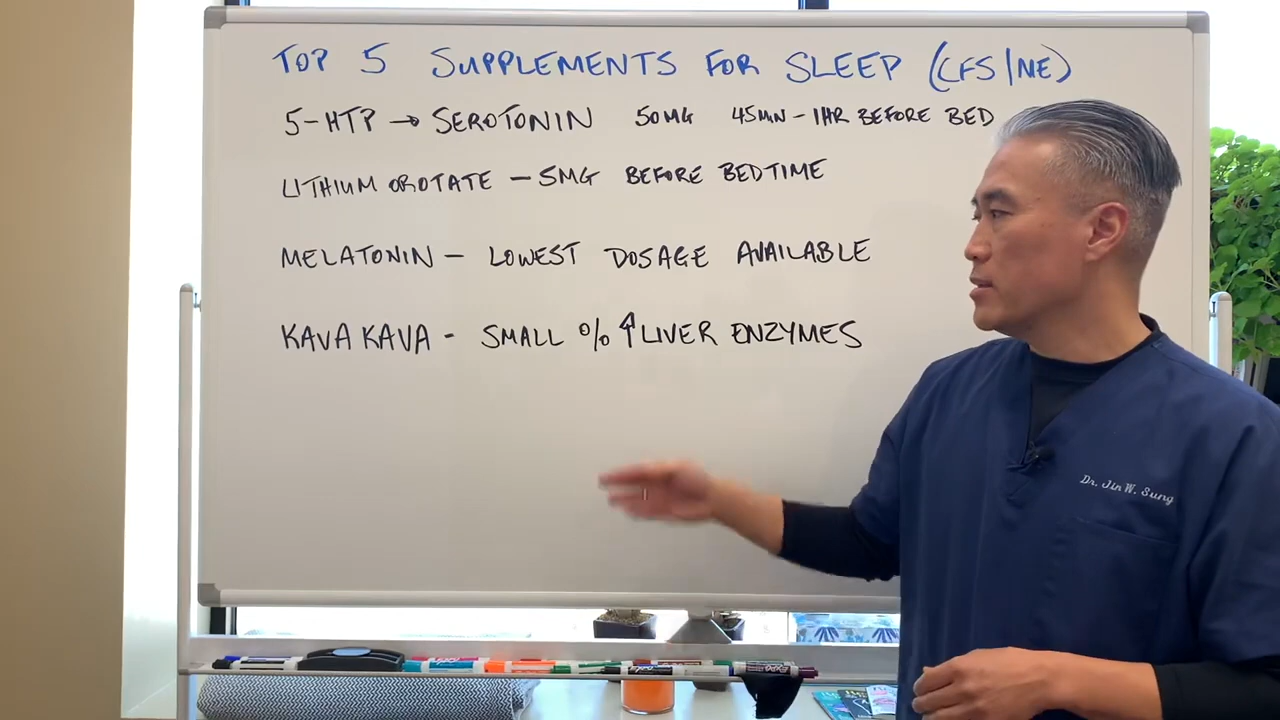 TOP 5 SUPPLEMENTS FOR SLEEP (CFS/ME)
5-HTP → SEROTONIN 50MG 45MIN - 1HR BEFORE BED
LITHIUM OROTATE - 5MG BEFORE BEDTIME
MELATONIN - LOWEST DOSAGE AVAILABLE
KAVA KAVA - SMALL % ↑ LIVER ENZYMES
Dr. Jin W. Sung